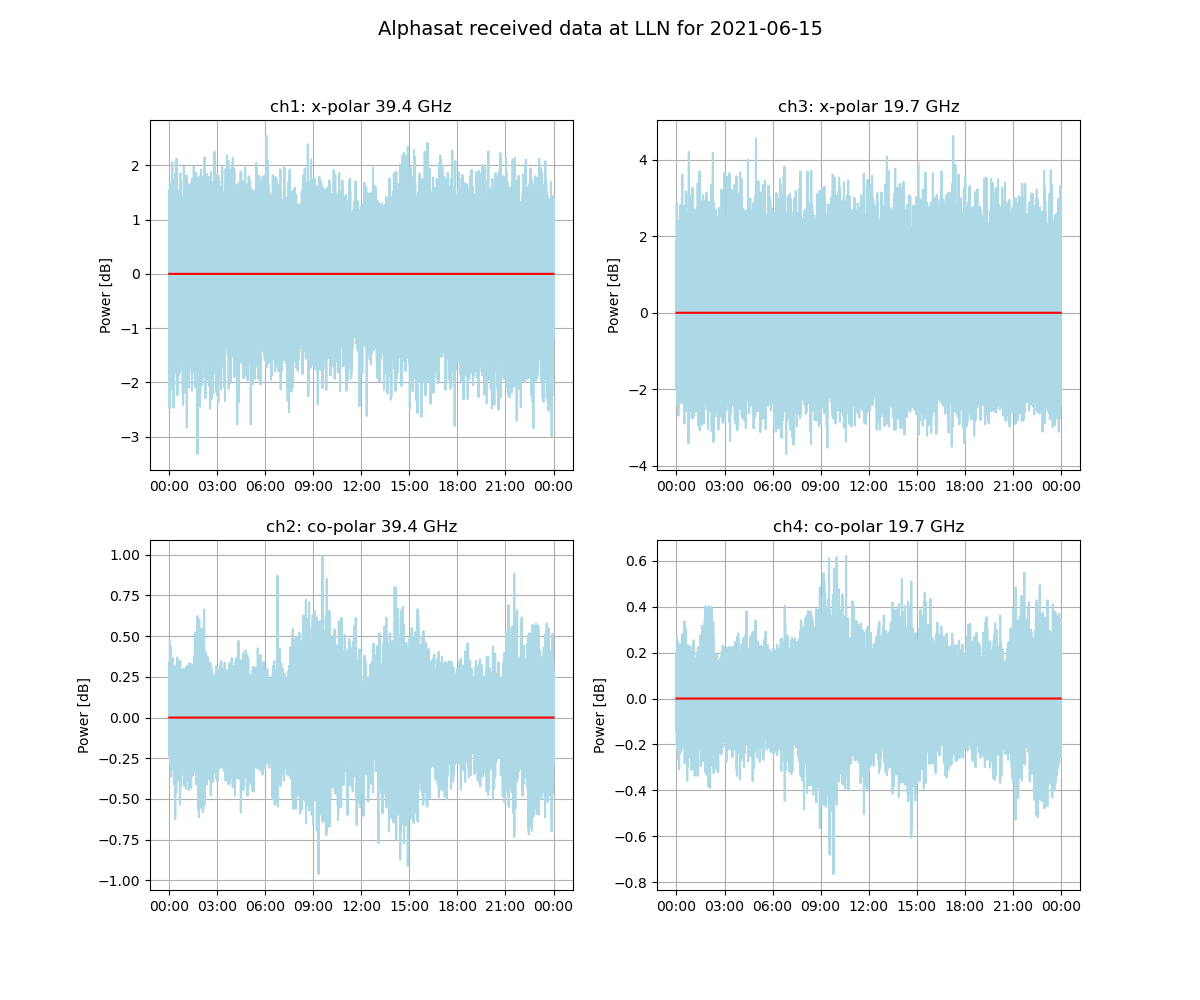 Alphasat received data at LLN for 2021-06-15
ch1: x-polar 39.4 GHz
Power [dB]
2
1
0
−1
−2
−3
00:00 03:00 06:00 09:00 12:00 15:00 18:00 21:00 00:00
ch3: x-polar 19.7 GHz
Power [dB]
4
2
0
−2
−4
00:00 03:00 06:00 09:00 12:00 15:00 18:00 21:00 00:00
ch2: co-polar 39.4 GHz
Power [dB]
1.00
0.75
0.50
0.25
0.00
−0.25
−0.50
−0.75
−1.00
00:00 03:00 06:00 09:00 12:00 15:00 18:00 21:00 00:00
ch4: co-polar 19.7 GHz
Power [dB]
0.6
0.4
0.2
0.0
−0.2
−0.4
−0.6
−0.8
00:00 03:00 06:00 09:00 12:00 15:00 18:00 21:00 00:00